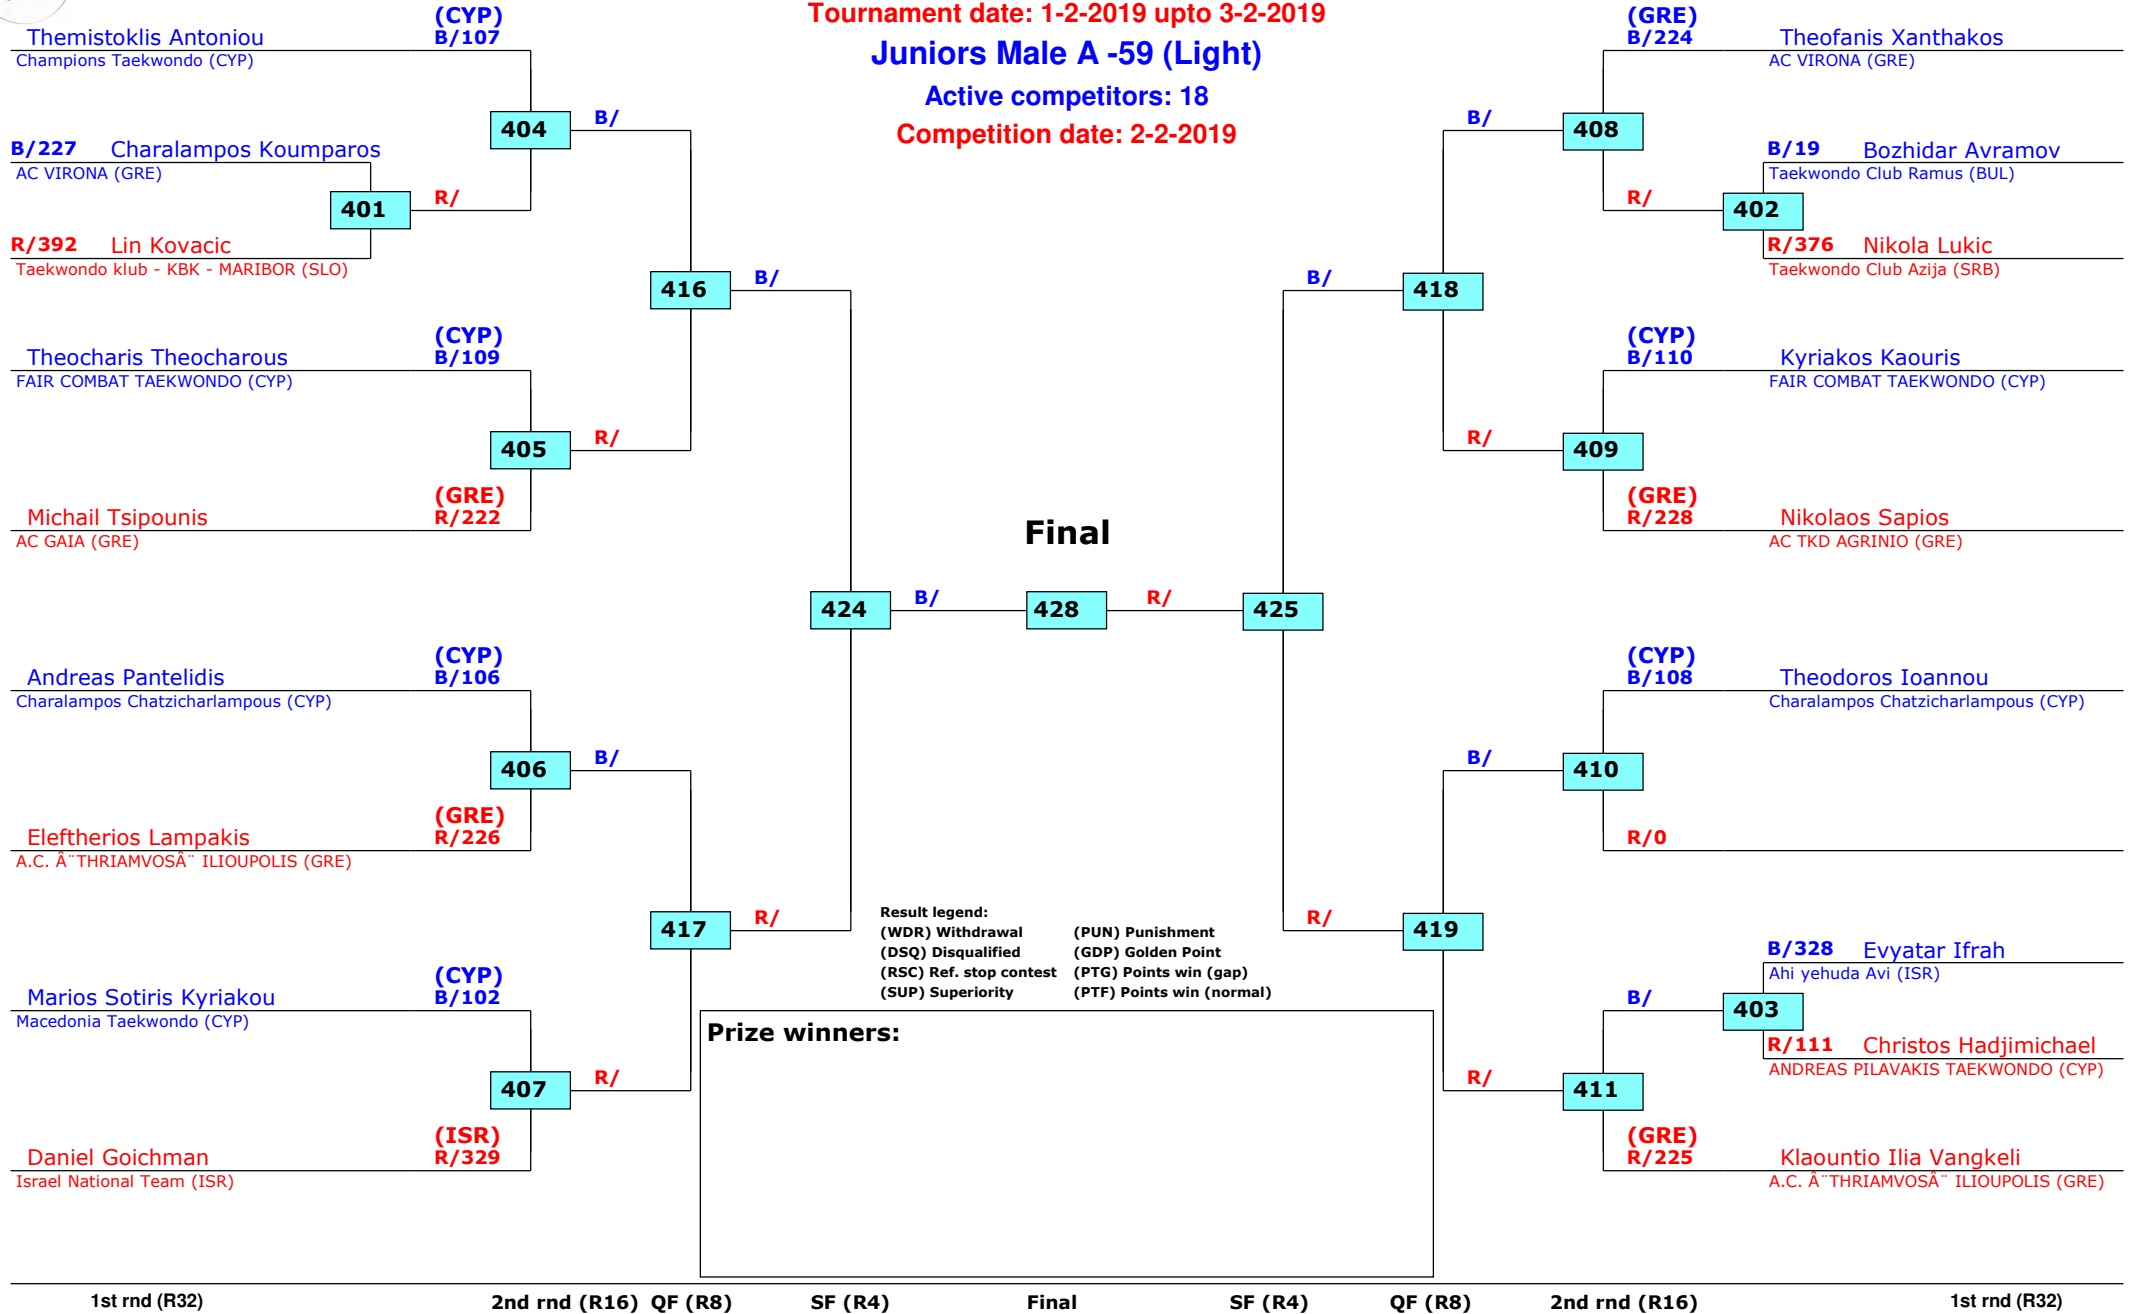 Tournament date: 1-2-2019 upto 3-2-2019
Juniors Male A -59 (Light)
Active competitors: 18
Competition date: 2-2-2019
(CYP)
Themistoklis Antoniou B/107
Champions Taekwondo (CYP)
404 B/
B/227 Charalampos Koumparos
AC VIRONA (GRE)
401 R/
R/392 Lin Kovacic
Taekwondo klub - KBK - MARIBOR (SLO)
416 B/
(CYP)
Theocharis Theocharous B/109
FAIR COMBAT TAEKWONDO (CYP)
405 R/
(GRE)
Michail Tsipounis R/222
AC GAIA (GRE)
424 B/
(CYP)
Andreas Pantelidis B/106
Charalampos Chatzicharlampous (CYP)
406 B/
(GRE)
Eleftherios Lampakis R/226
A.C. Â¨THRIAMVOSÂ¨ ILIOUPOLIS (GRE)
417 R/
(CYP)
Marios Sotiris Kyriakou B/102
Macedonia Taekwondo (CYP)
407 R/
(ISR)
Daniel Goichman R/329
Israel National Team (ISR)
Final
428
(GRE)
B/224 Theofanis Xanthakos
AC VIRONA (GRE)
B/ 408
B/19 Bozhidar Avramov
Taekwondo Club Ramus (BUL)
R/ 402
R/376 Nikola Lukic
Taekwondo Club Azija (SRB)
B/ 418
(CYP)
B/110 Kyriakos Kaouris
FAIR COMBAT TAEKWONDO (CYP)
R/ 409
(GRE)
R/228 Nikolaos Sapios
AC TKD AGRINIO (GRE)
R/ 425
(CYP)
B/108 Theodoros Ioannou
Charalampos Chatzicharlampous (CYP)
B/ 410
R/0
R/ 419
B/328 Evyatar Ifrah
Ahi yehuda Avi (ISR)
B/ 403
R/111 Christos Hadjimichael
ANDREAS PILAVAKIS TAEKWONDO (CYP)
R/ 411
(GRE)
R/225 Klaountio Ilia Vangkeli
A.C. Â¨THRIAMVOSÂ¨ ILIOUPOLIS (GRE)
Result legend:
(WDR) Withdrawal (PUN) Punishment
(DSQ) Disqualified (GDP) Golden Point
(RSC) Ref. stop contest (PTG) Points win (gap)
(SUP) Superiority (PTF) Points win (normal)
Prize winners:
1st rnd (R32) 2nd rnd (R16) QF (R8) SF (R4) Final SF (R4) QF (R8) 2nd rnd (R16) 1st rnd (R32)